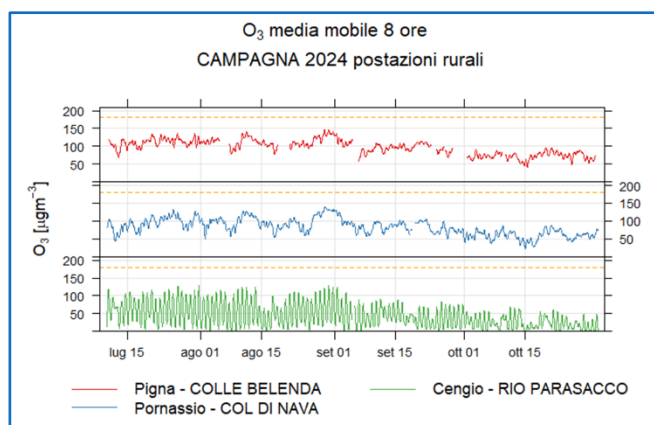 O₃ media mobile 8 ore
CAMPAGNA 2024 postazioni rurali
O₃ [µgm⁻³]
200
150
100
50
200
150
100
50
200
150
100
50
lug 15 ago 01 ago 15 set 01 set 15 ott 01 ott 15
Pigna - COLLE BELENDA
Cengio - RIO PARASACCO
Pornassio - COL DI NAVA